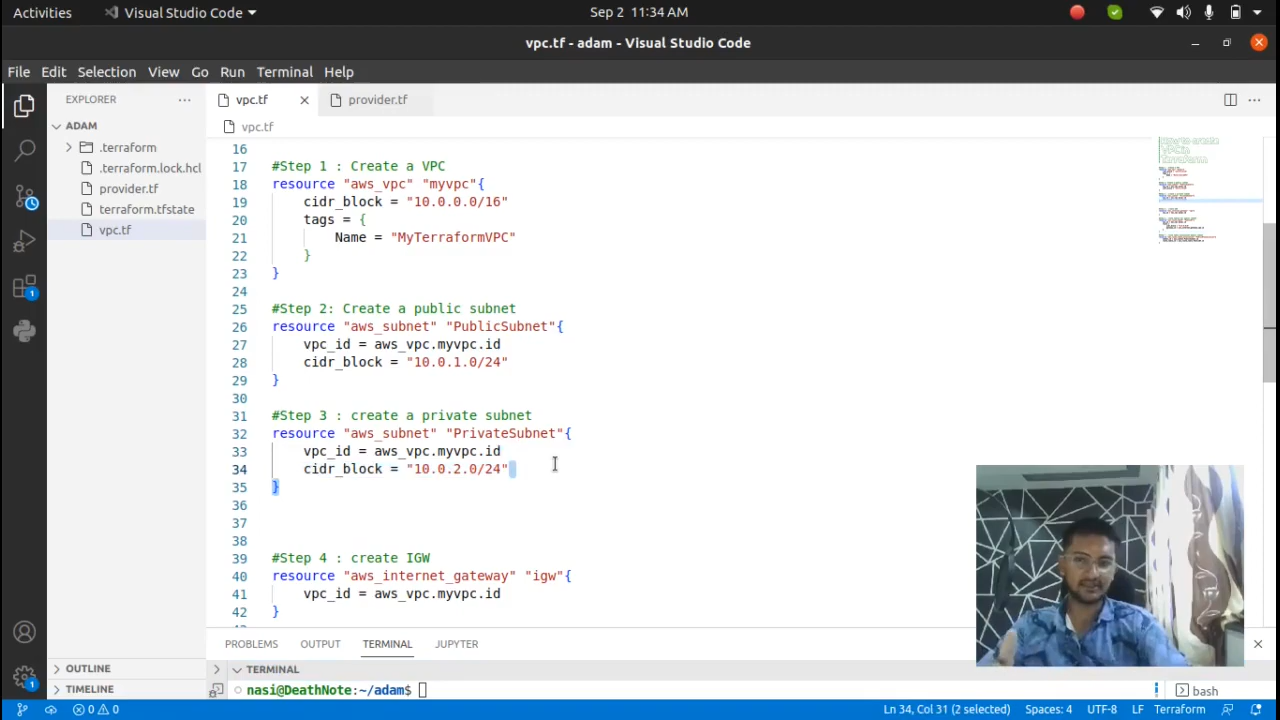 Activities
Visual Studio Code
Sep 2 11:34 AM
vpc.tf - adam - Visual Studio Code
File Edit Selection View Go Run Terminal Help
EXPLORER
vpc.tf
provider.tf
ADAM
.terraform
.terraform.lock.hcl
provider.tf
terraform.tfstate
vpc.tf
vpc.tf
16
17 #Step 1 : Create a VPC
18 resource "aws_vpc" "myvpc"{
19 cidr_block = "10.0.0.0/16"
20 tags = {
21 Name = "MyTerraformVPC"
22 }
23 }
24
25 #Step 2: Create a public subnet
26 resource "aws_subnet" "PublicSubnet"{
27 vpc_id = aws_vpc.myvpc.id
28 cidr_block = "10.0.1.0/24"
29 }
30
31 #Step 3 : create a private subnet
32 resource "aws_subnet" "PrivateSubnet"{
33 vpc_id = aws_vpc.myvpc.id
34 cidr_block = "10.0.2.0/24"
35 }
36
37
38
39 #Step 4 : create IGW
40 resource "aws_internet_gateway" "igw"{
41 vpc_id = aws_vpc.myvpc.id
42 }
1
1
OUTLINE
TIMELINE
PROBLEMS OUTPUT TERMINAL JUPYTER
TERMINAL
nasi@DeathNote:~/adam$
bash
0 0
Ln 34, Col 31 (2 selected) Spaces: 4 UTF-8 LF Terraform